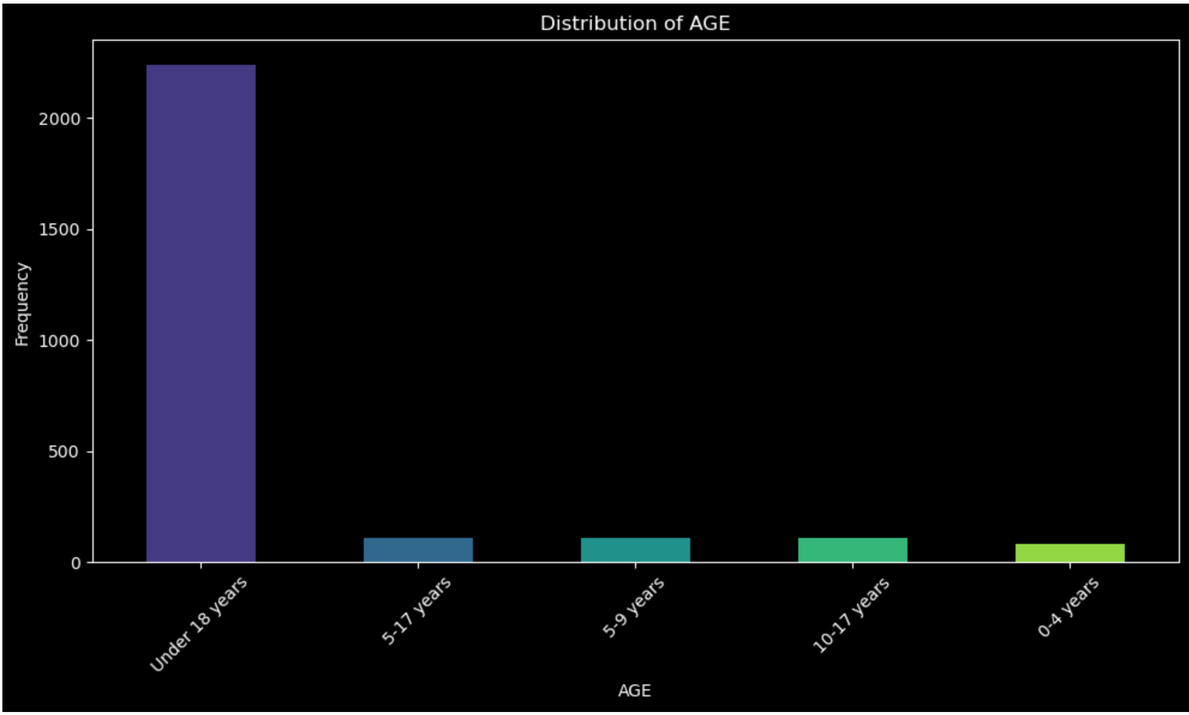 Distribution of AGE
Frequency
2000
1500
1000
500
0
Under 18 years
5-17 years
5-9 years
10-17 years
0-4 years
AGE